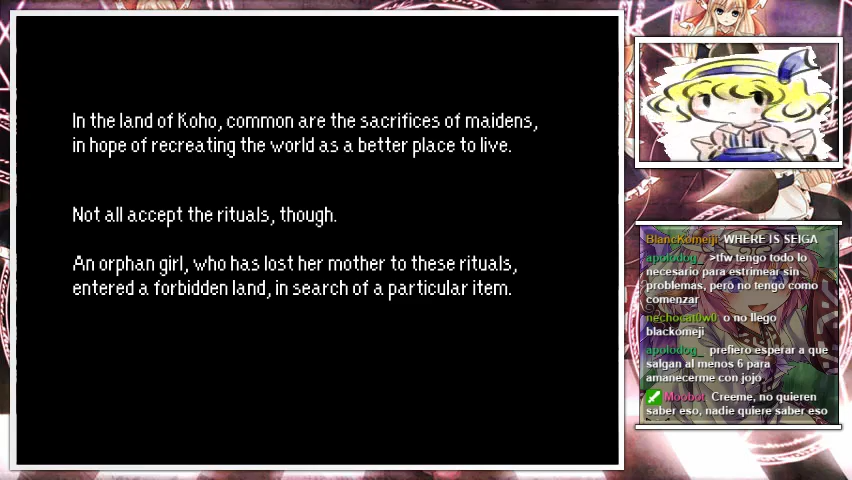 In the land of Koho, common are the sacrifices of maidens,
in hope of recreating the world as a better place to live.
Not all accept the rituals, though.
An orphan girl, who has lost her mother to these rituals,
entered a forbidden land, in search of a particular item.
BlancKomeiji WHERE IS SEIGA
apolodog_ >tfw tengo todo lo
necesario para estrimear sin
problemas, pero no tengo como
comenzar
nechocat0w0 o no llego
blackomeji
apolodog_ prefiero esperar a que
salgan al menos 6 para
amanecerme con jojo
Moobot Creeme, no quieren
saber eso, nadie quiere saber eso